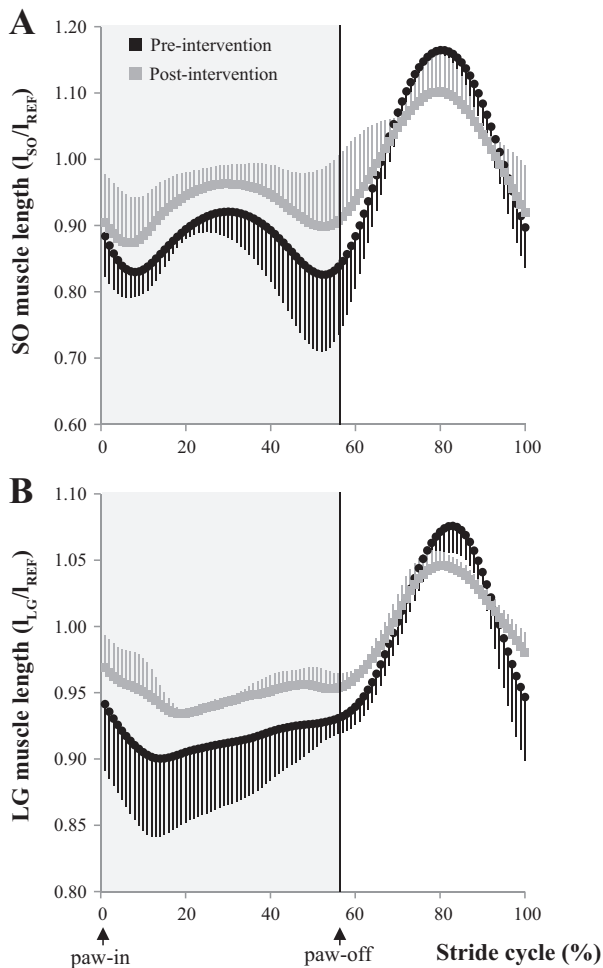 A
1.20
Pre-intervention
Post-intervention
1.10
1.00
0.90
0.80
0.70
0.60
SO muscle length (lSO/lREF)
0 20 40 60 80 100
B
1.10
1.05
1.00
0.95
0.90
0.85
0.80
LG muscle length (lLG/lREF)
0 20 40 60 80 100
paw-in paw-off Stride cycle (%)